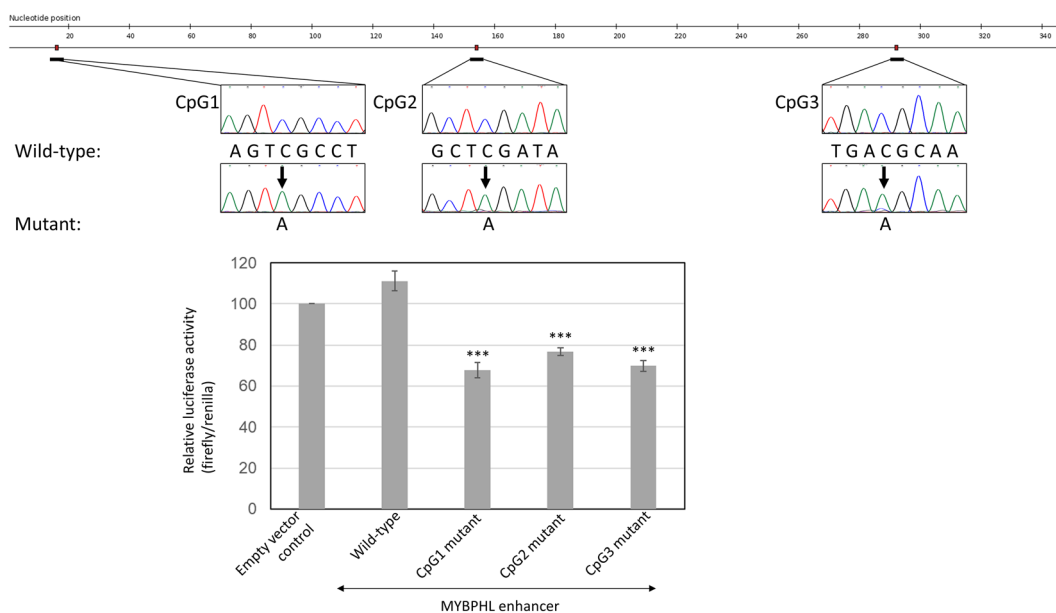 Nucleotide position
20 40 60 80 100 120 140 160 180 200 220 240 260 280 300 320 340
CpG1 CpG2 CpG3
Wild-type: A G T C G C C T G C T C G A T A T G A C G C A A
Mutant: A A A
Relative luciferase activity
(firefly/renilla)
120
100
80
60
40
20
0
***
***
***
Empty vector
control
Wild-type
CpG1 mutant
CpG2 mutant
CpG3 mutant
MYBPHL enhancer